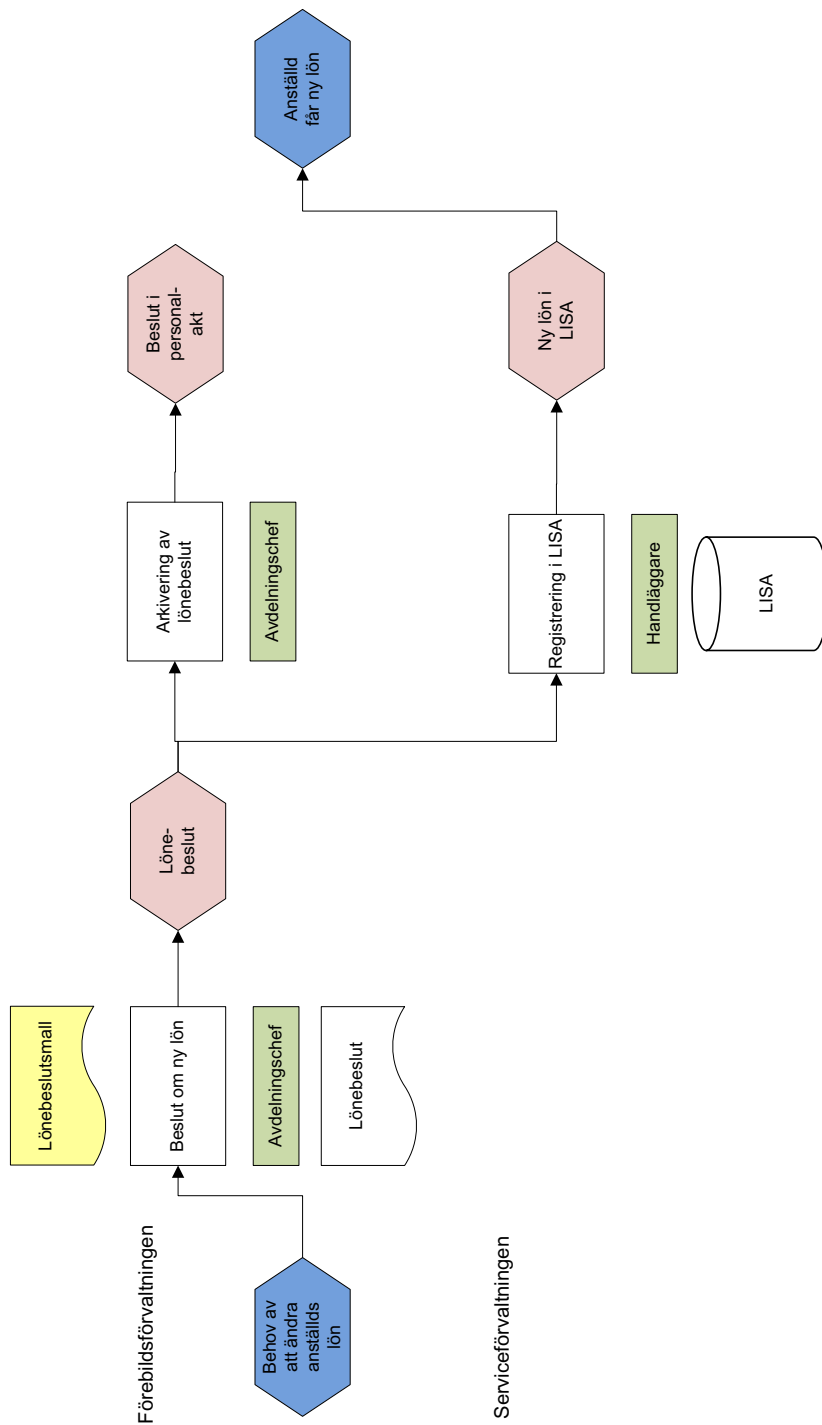 Förebildsförvaltningen
Serviceförvaltningen
Behov av
att ändra
anställds
lön
Lönebeslutsmall
Beslut om ny lön
Avdelningschef
Lönebeslut
Löne-
beslut
Arkivering av
lönebeslut
Avdelningschef
Beslut i
personal-
akt
Registrering i LISA
Handläggare
LISA
Ny lön i
LISA
Anställd
får ny lön